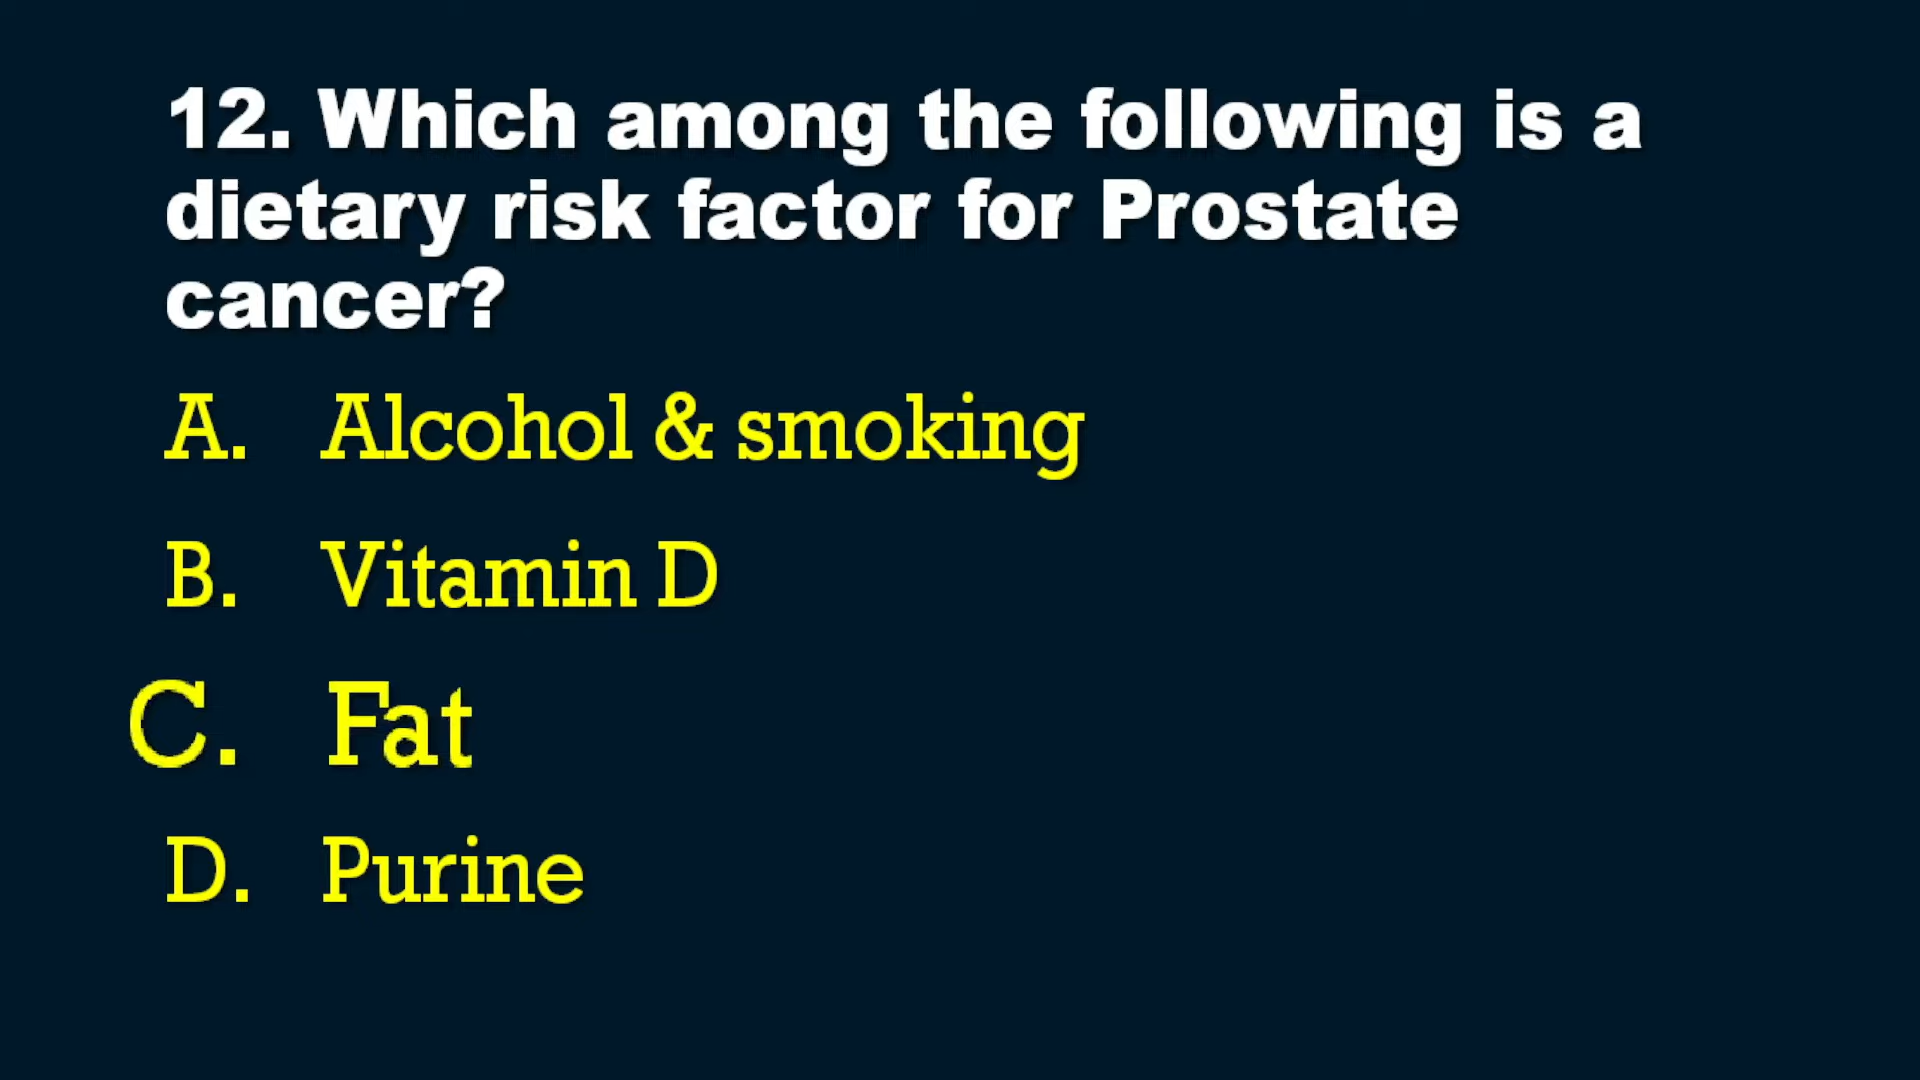 12. Which among the following is a
dietary risk factor for Prostate
cancer?
A. Alcohol & smoking
B. Vitamin D
C. Fat
D. Purine